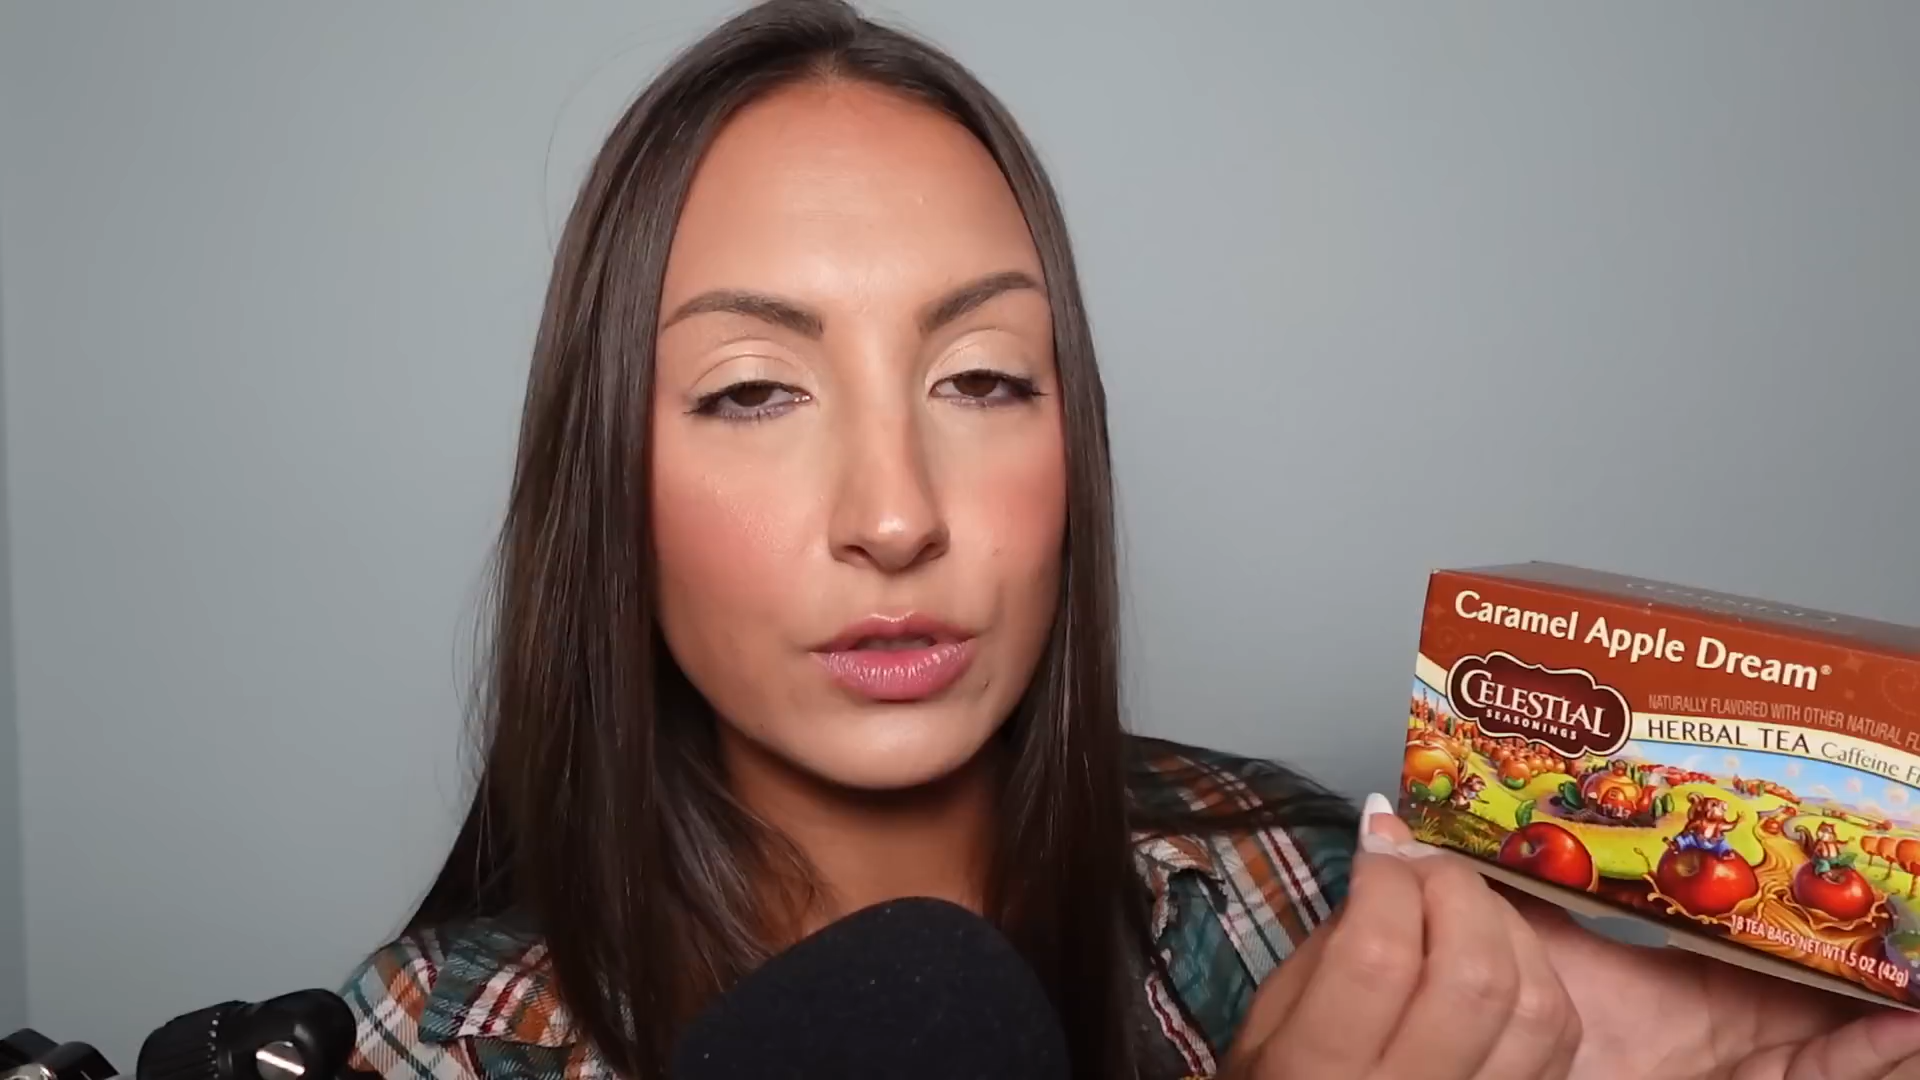 Caramel Apple Dream®
CELESTIAL
SEASONINGS
NATURALLY FLAVORED WITH OTHER NATURAL
HERBAL TEA Caffeine
18 TEA BAGS NET WT 1.5 OZ (42g)